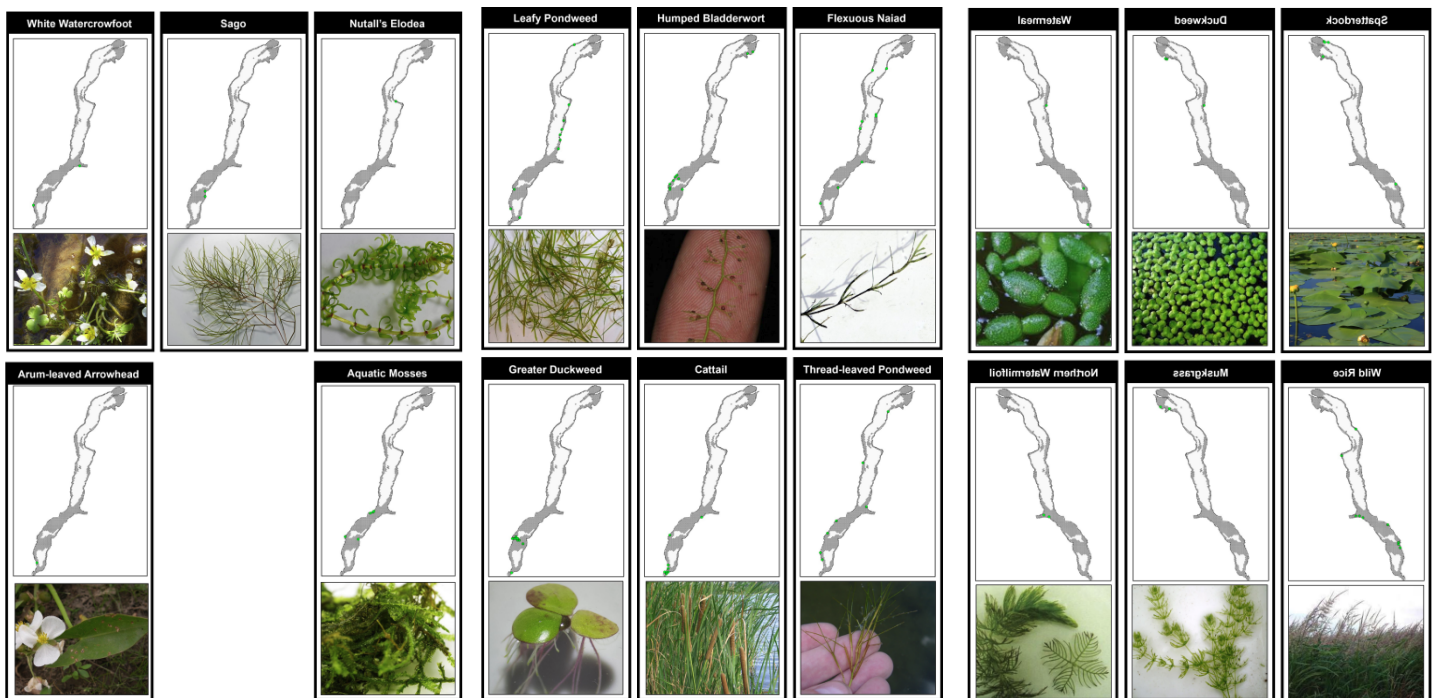 White Watercrowfoot
Sago
Nutall's Elodea
Leafy Pondweed
Humped Bladderwort
Flexuous Naiad
Watermeal
Duckweed
Spatterdock
Arum-leaved Arrowhead
Aquatic Mosses
Greater Duckweed
Cattail
Thread-leaved Pondweed
Northern Watermilfoil
Muskgrass
Wild Rice